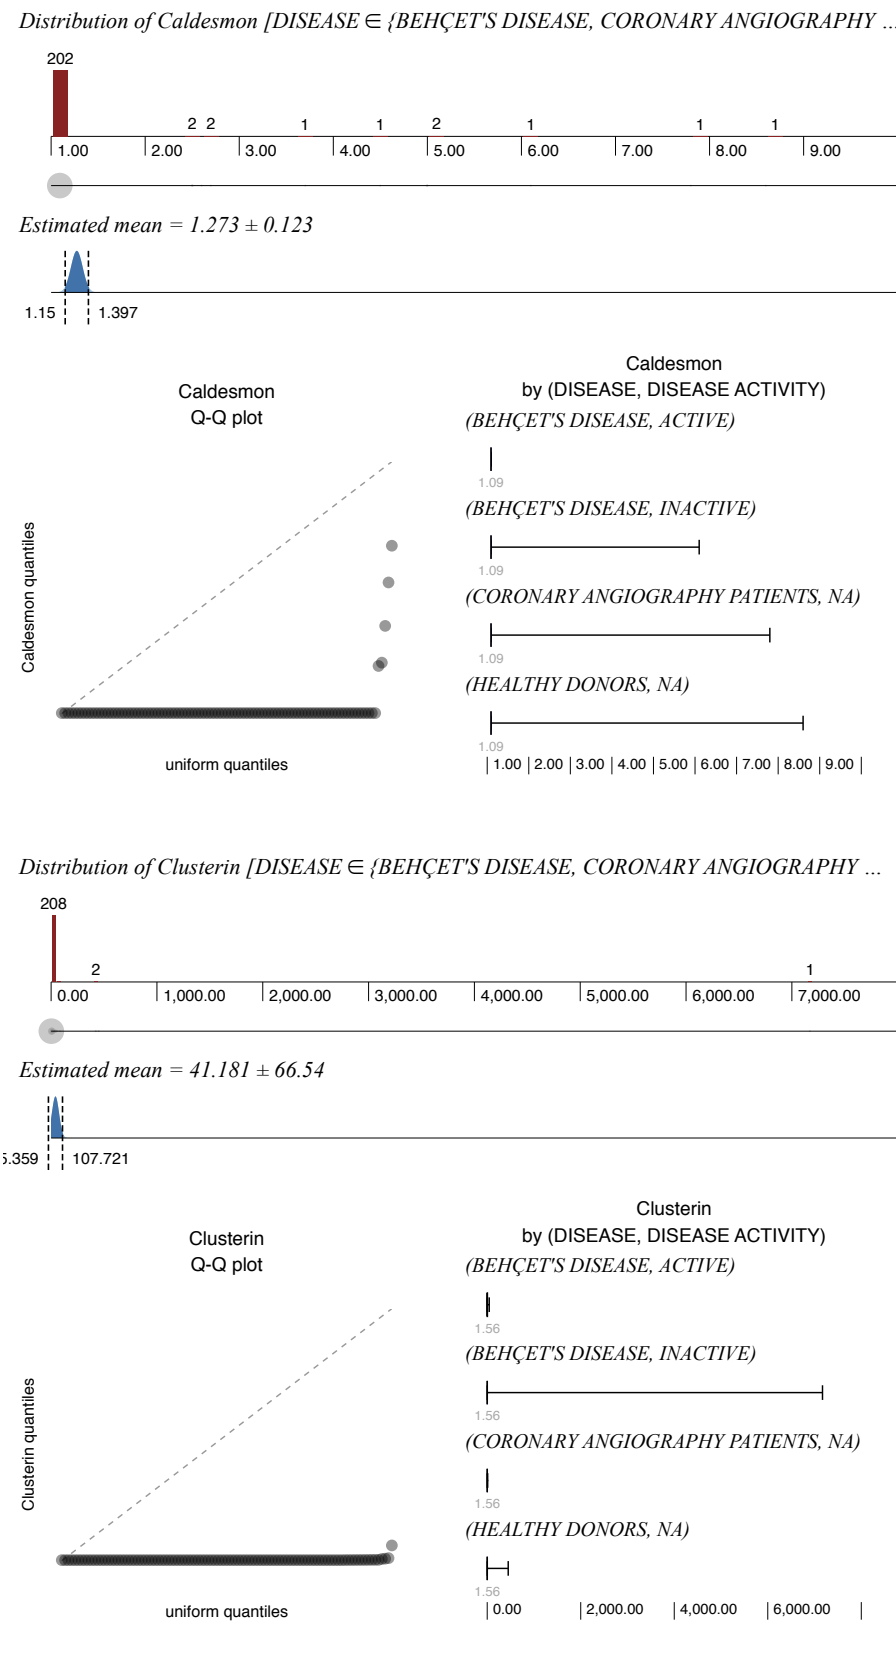 Distribution of Caldesmon [DISEASE ∈ {BEHÇET'S DISEASE, CORONARY ANGIOGRAPHY ...
202
2 2 1 1 2 1 1 1
1.00 2.00 3.00 4.00 5.00 6.00 7.00 8.00 9.00
Estimated mean = 1.273 ± 0.123
1.15 1.397
Caldesmon
Q-Q plot
Caldesmon quantiles
uniform quantiles
Caldesmon
by (DISEASE, DISEASE ACTIVITY)
(BEHÇET'S DISEASE, ACTIVE)
1.09
(BEHÇET'S DISEASE, INACTIVE)
1.09
(CORONARY ANGIOGRAPHY PATIENTS, NA)
1.09
(HEALTHY DONORS, NA)
1.09
1.00 2.00 3.00 4.00 5.00 6.00 7.00 8.00 9.00
Distribution of Clusterin [DISEASE ∈ {BEHÇET'S DISEASE, CORONARY ANGIOGRAPHY ...
208
2 1
0.00 1,000.00 2,000.00 3,000.00 4,000.00 5,000.00 6,000.00 7,000.00
Estimated mean = 41.181 ± 66.54
5.359 107.721
Clusterin
Q-Q plot
Clusterin quantiles
uniform quantiles
Clusterin
by (DISEASE, DISEASE ACTIVITY)
(BEHÇET'S DISEASE, ACTIVE)
1.56
(BEHÇET'S DISEASE, INACTIVE)
1.56
(CORONARY ANGIOGRAPHY PATIENTS, NA)
1.56
(HEALTHY DONORS, NA)
1.56
0.00 2,000.00 4,000.00 6,000.00